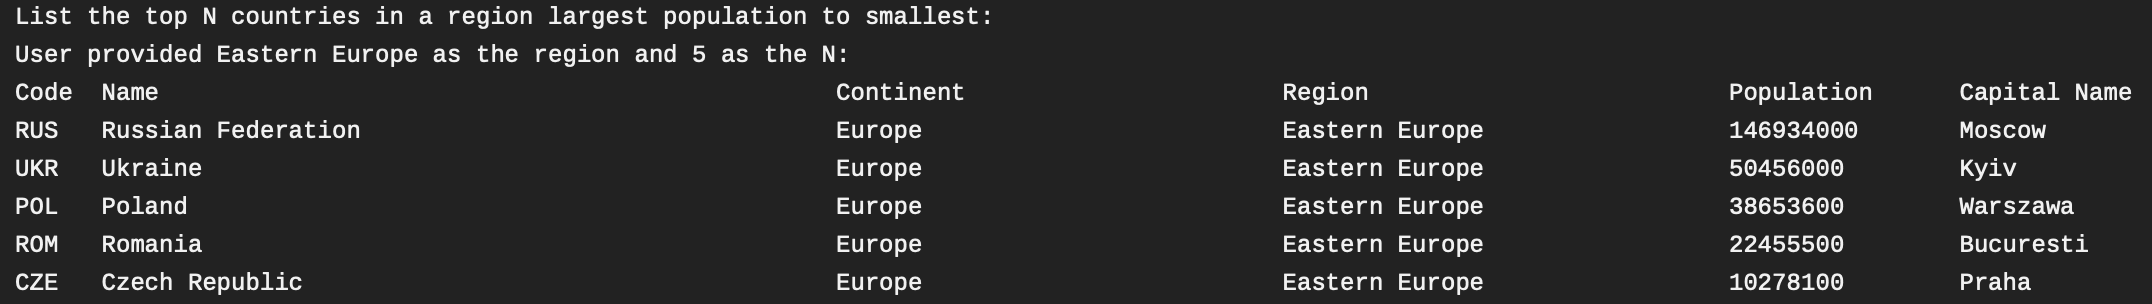 List the top N countries in a region largest population to smallest:
User provided Eastern Europe as the region and 5 as the N:
Code Name Continent Region Population Capital Name
RUS Russian Federation Europe Eastern Europe 146934000 Moscow
UKR Ukraine Europe Eastern Europe 50456000 Kyiv
POL Poland Europe Eastern Europe 38653600 Warszawa
ROM Romania Europe Eastern Europe 22455500 Bucuresti
CZE Czech Republic Europe Eastern Europe 10278100 Praha